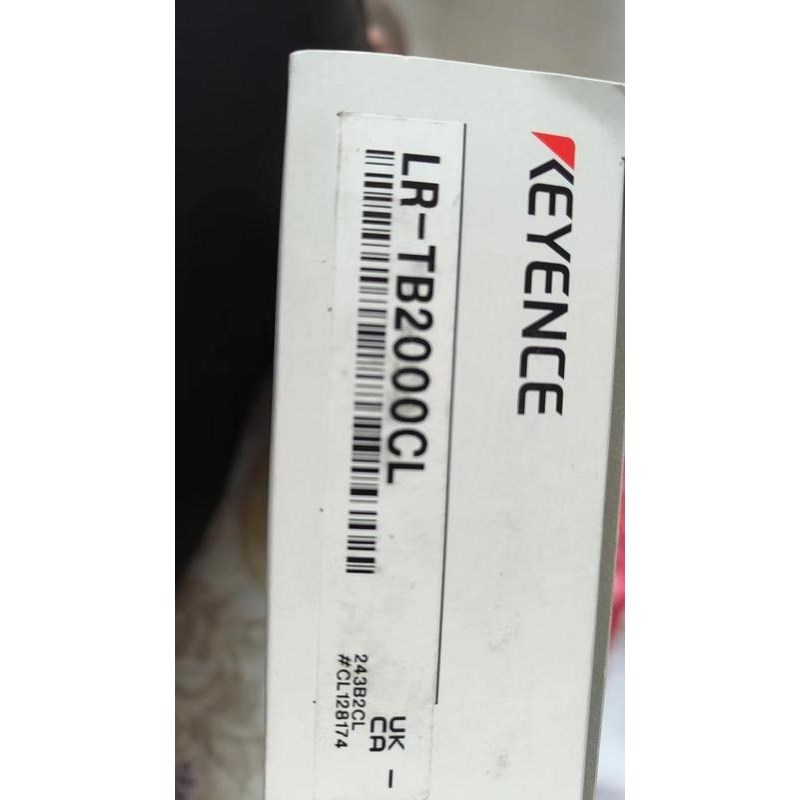 KEYENCE
LR-TB2000CL
243B2CL
#CL128174
UK
CA